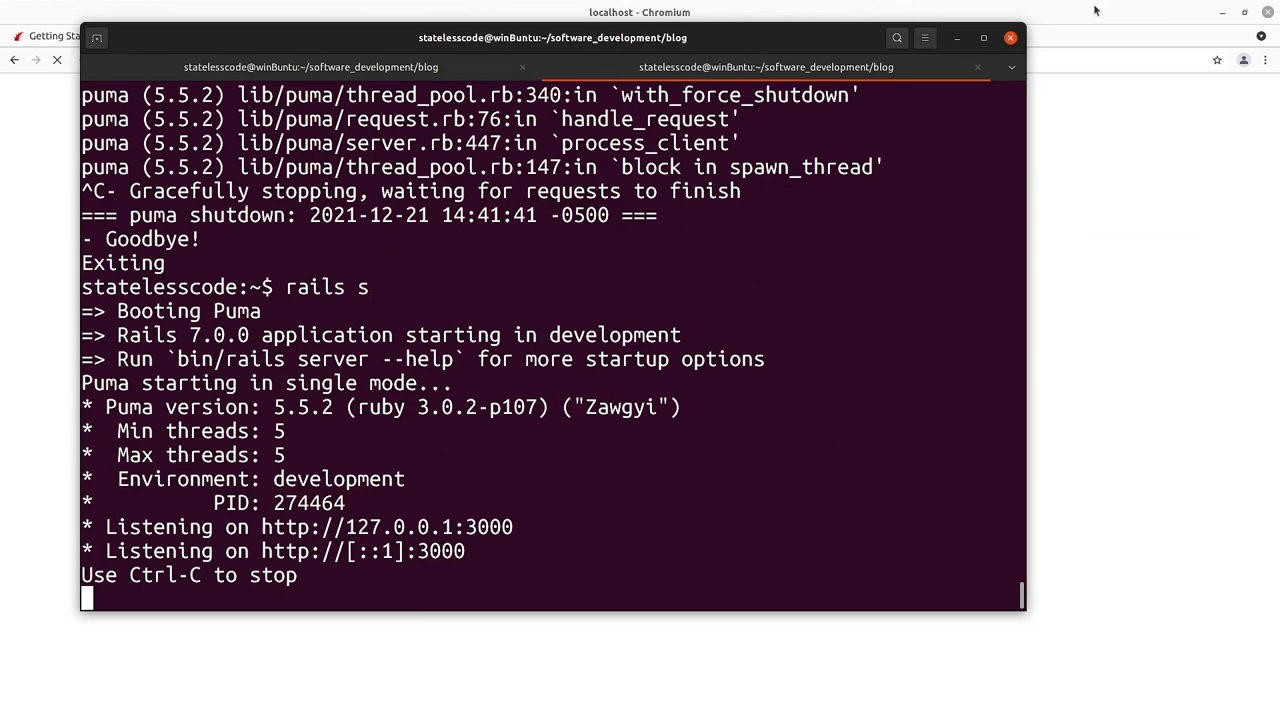 localhost - Chromium
Getting Sta
statelesscode@winBuntu:~/software_development/blog
statelesscode@winBuntu:~/software_development/blog
statelesscode@winBuntu:~/software_development/blog
puma (5.5.2) lib/puma/thread_pool.rb:340:in `with_force_shutdown'
puma (5.5.2) lib/puma/request.rb:76:in `handle_request'
puma (5.5.2) lib/puma/server.rb:447:in `process_client'
puma (5.5.2) lib/puma/thread_pool.rb:147:in `block in spawn_thread'
^C- Gracefully stopping, waiting for requests to finish
=== puma shutdown: 2021-12-21 14:41:41 -0500 ===
- Goodbye!
Exiting
statelesscode:~$ rails s
=> Booting Puma
=> Rails 7.0.0 application starting in development
=> Run `bin/rails server --help` for more startup options
Puma starting in single mode...
* Puma version: 5.5.2 (ruby 3.0.2-p107) ("Zawgyi")
*  Min threads: 5
*  Max threads: 5
*  Environment: development
*          PID: 274464
* Listening on http://127.0.0.1:3000
* Listening on http://[::1]:3000
Use Ctrl-C to stop